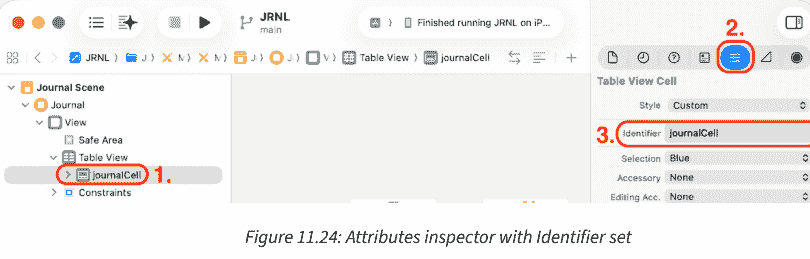 JRNL
main
Finished running JRNL on iP...
JRNL
Table View
journalCell
2.
Journal Scene
Journal
View
Safe Area
Table View
journalCell
1.
Constraints
Table View Cell
Style Custom
3. Identifier journalCell
Selection Blue
Accessory None
Editing Acc. None
Figure 11.24: Attributes inspector with Identifier set